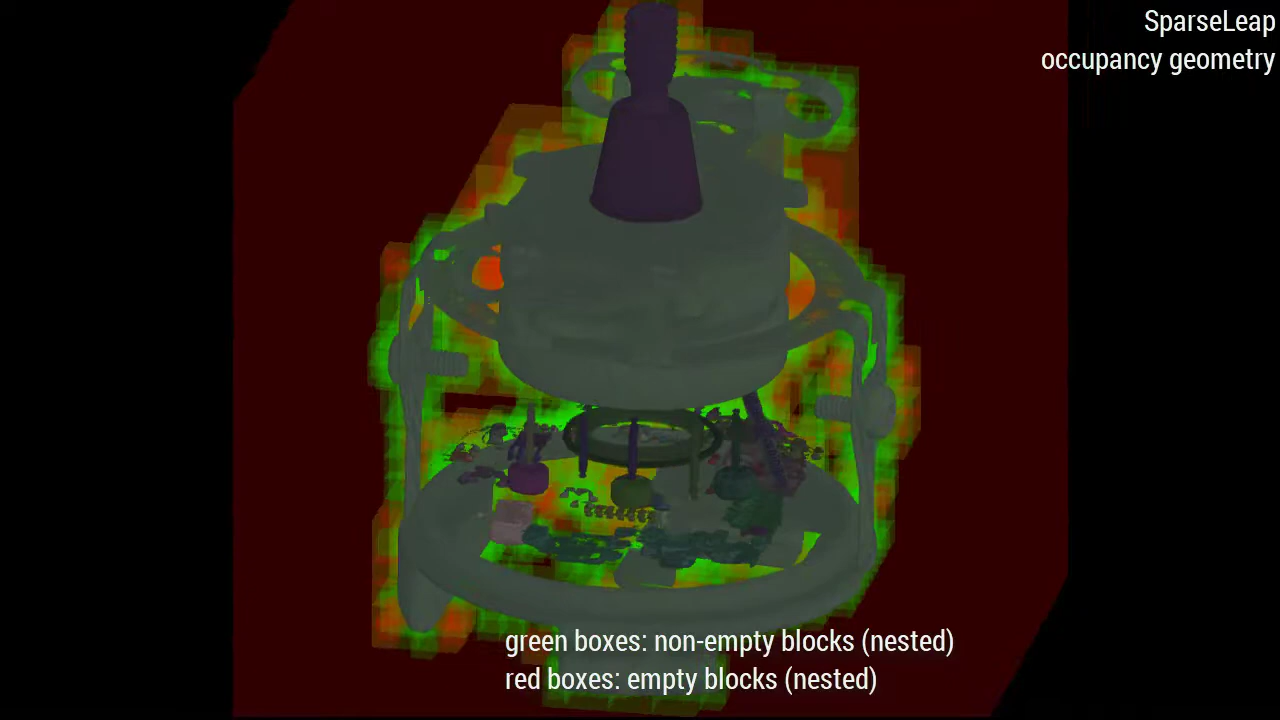 SparseLeap
occupancy geometry
green boxes: non-empty blocks (nested)
red boxes: empty blocks (nested)